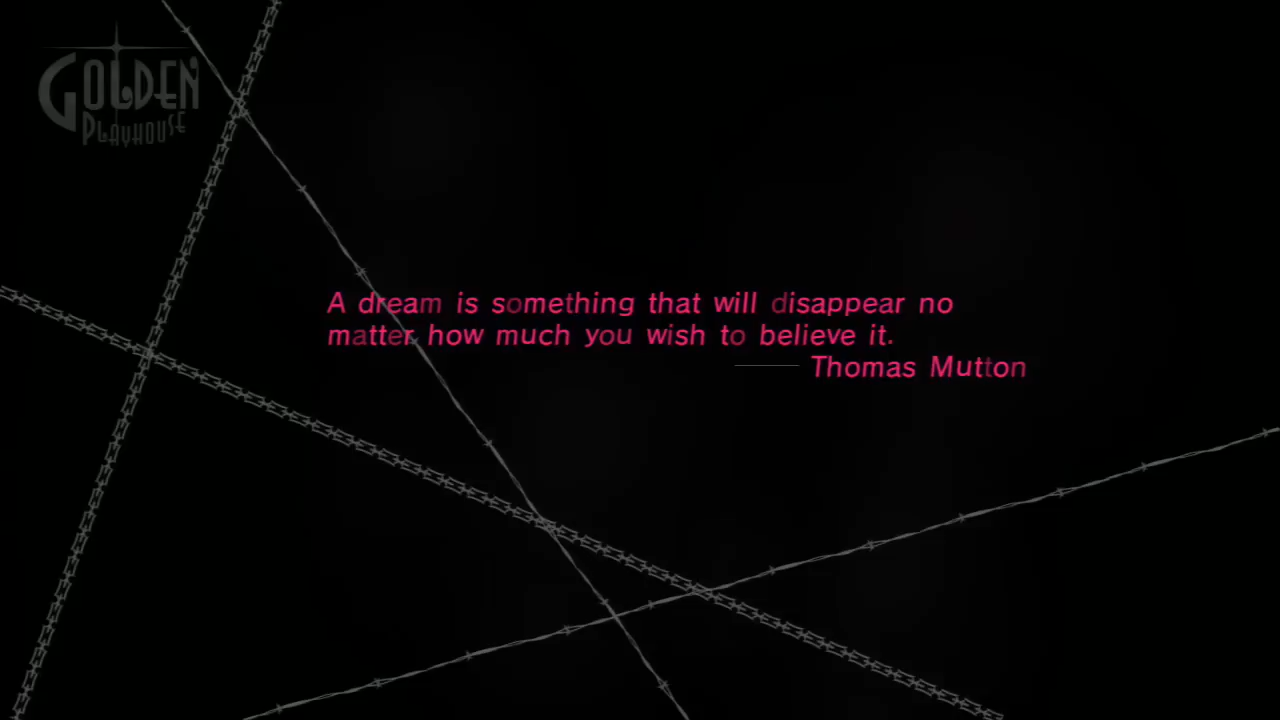 GOLDEN
PLAYHOUSE
A dream is something that will disappear no
matter how much you wish to believe it.
—— Thomas Mutton